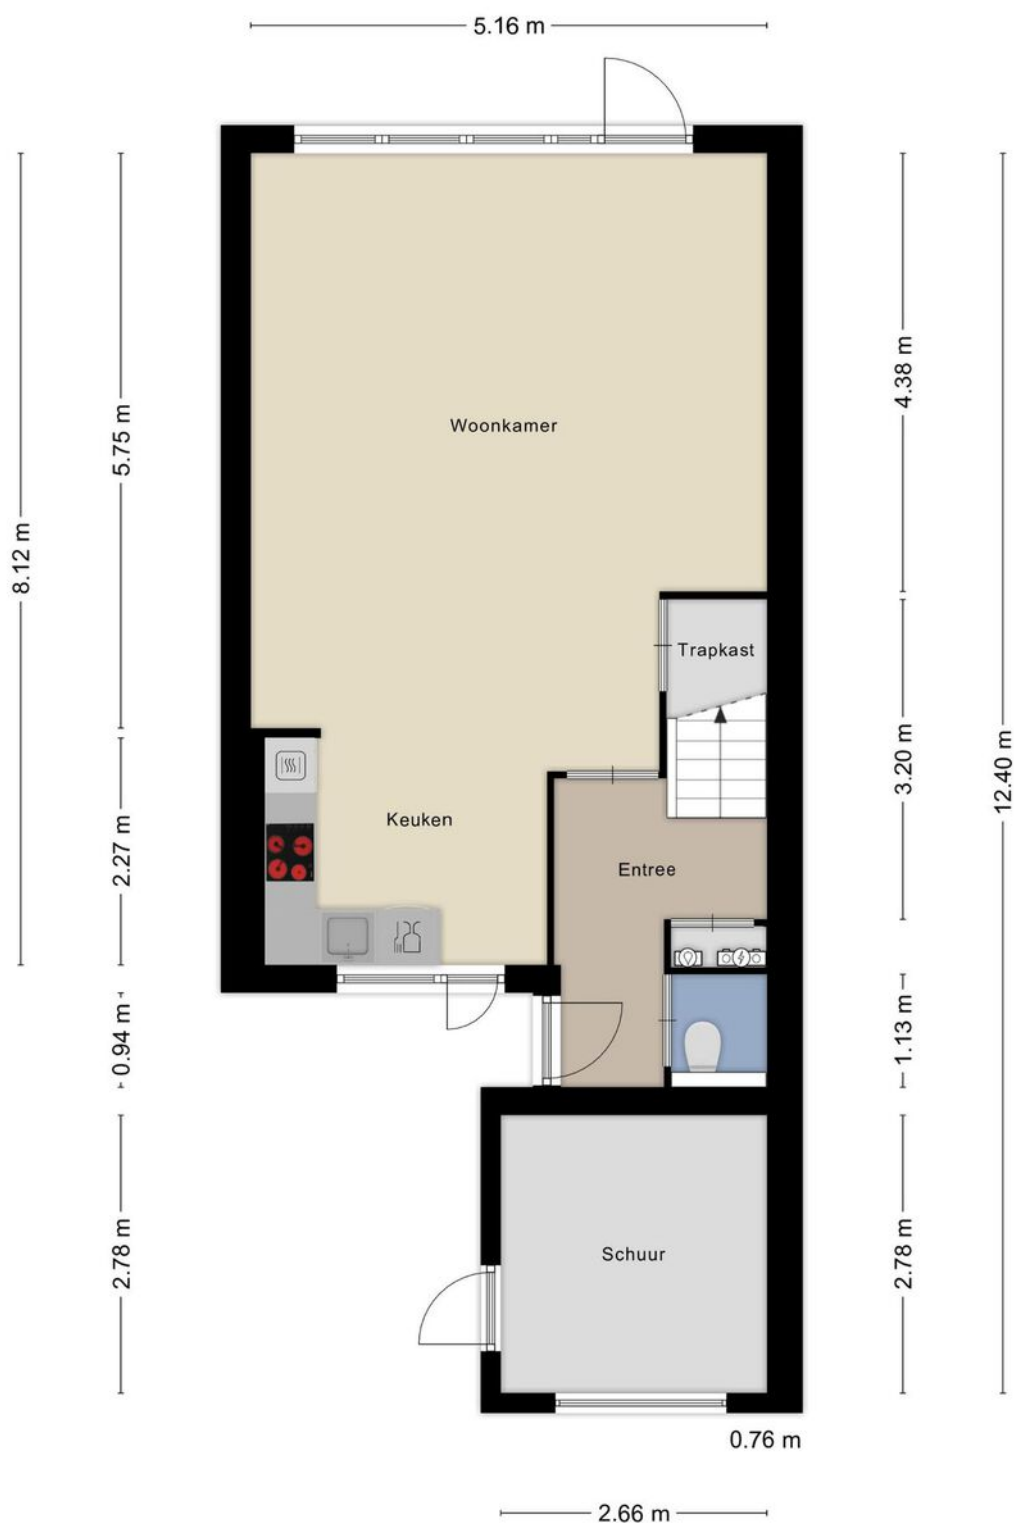 5.16 m
Woonkamer
4.38 m
5.75 m
8.12 m
Trapkast
3.20 m
12.40 m
Keuken
2.27 m
Entree
0.94 m
1.13 m
Schuur
2.78 m
2.78 m
0.76 m
2.66 m